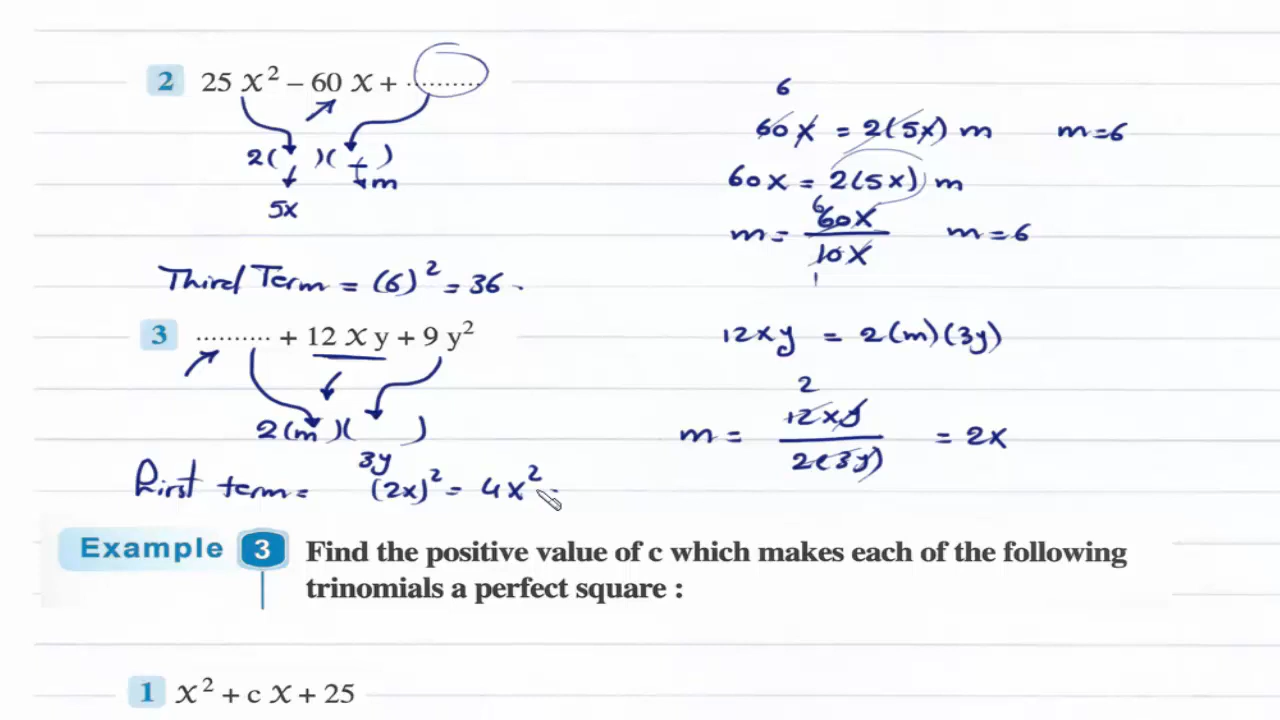 2 25 x² – 60 x + ..........
2( )( )
5x
m
6
60x = 2(5x) m m=6
60x = 2(5x) m
m = 6 60x / 10x 1 m = 6
Third Term = (6)² = 36 .
3 .......... + 12 x y + 9 y²
2(m)( )
3y
12xy = 2(m)(3y)
2
m = 12xy / 2(3y) = 2x
First term = (2x)² = 4x²
Example 3 Find the positive value of c which makes each of the following
trinomials a perfect square :
1 x² + c x + 25